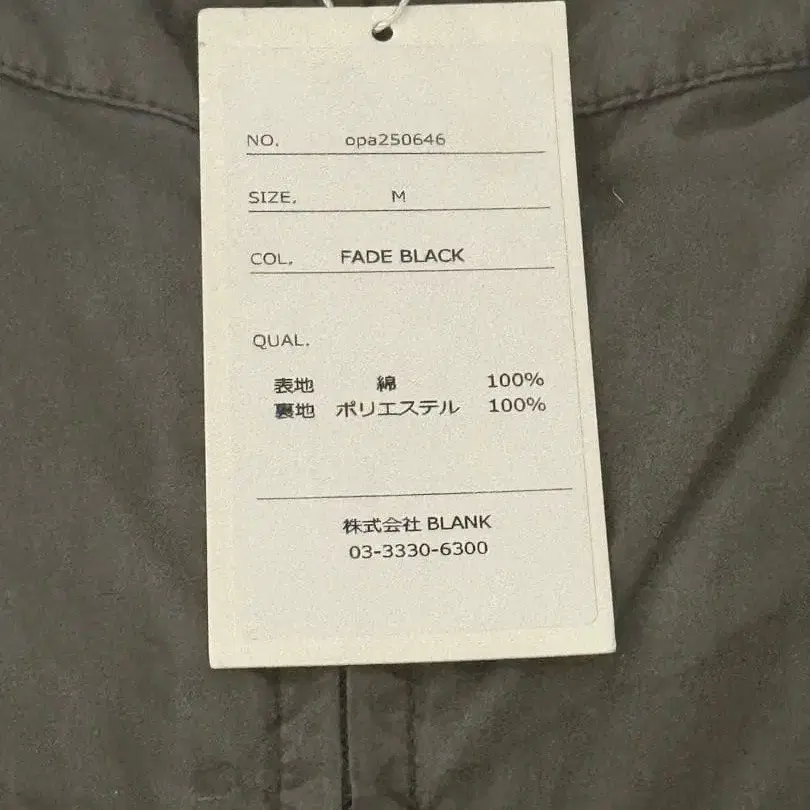 NO. opa250646
SIZE. M
COL. FADE BLACK
QUAL.
表地 綿 100%
裏地 ポリエステル 100%
株式会社 BLANK
03-3330-6300